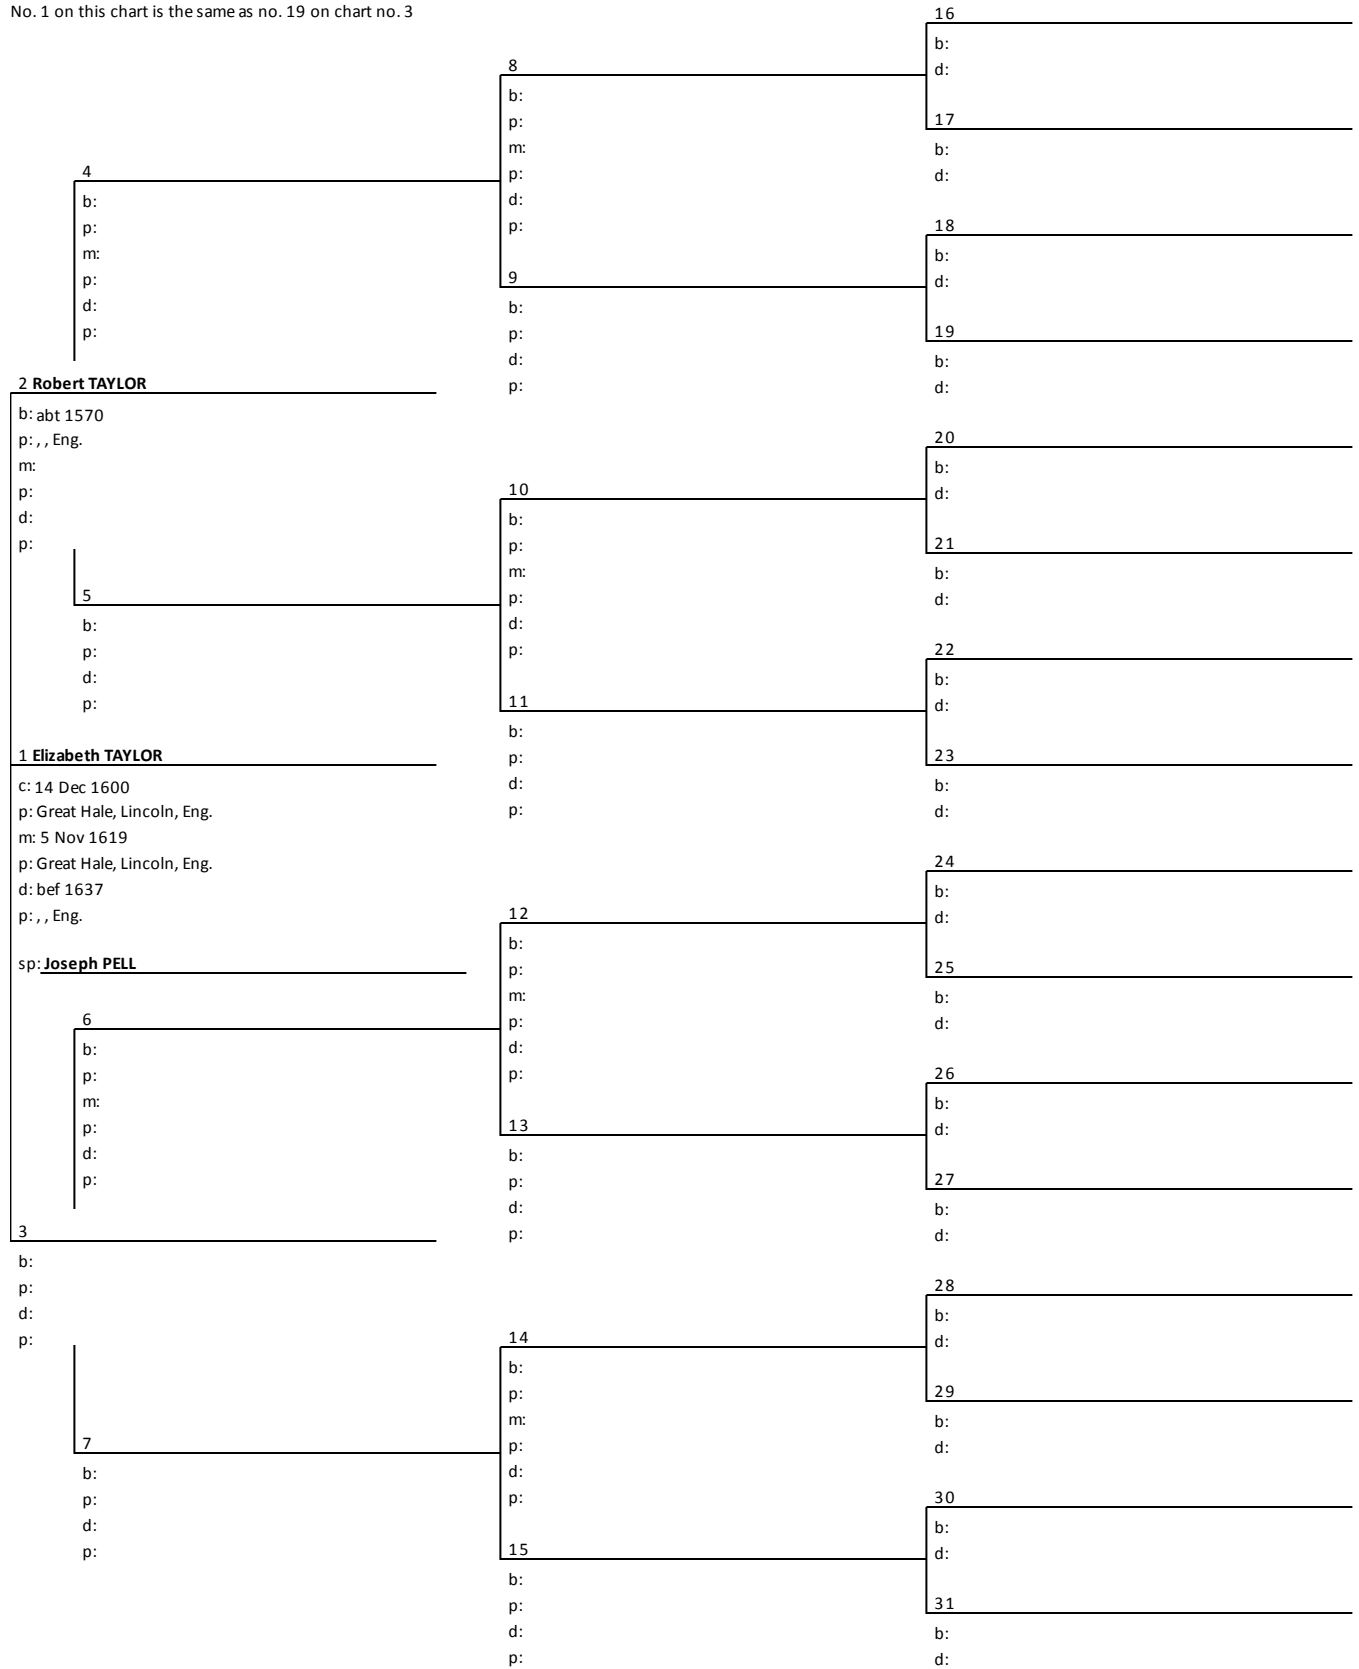 No. 1 on this chart is the same as no. 19 on chart no. 3
4
b:
p:
m:
p:
d:
p:
2 Robert TAYLOR
b: abt 1570
p: , , Eng.
m:
p:
d:
p:
5
b:
p:
d:
p:
1 Elizabeth TAYLOR
c: 14 Dec 1600
p: Great Hale, Lincoln, Eng.
m: 5 Nov 1619
p: Great Hale, Lincoln, Eng.
d: bef 1637
p: , , Eng.
sp: Joseph PELL
6
b:
p:
m:
p:
d:
p:
3
b:
p:
d:
p:
7
b:
p:
d:
p:
8
b:
p:
m:
p:
d:
p:
9
b:
p:
d:
p:
10
b:
p:
m:
p:
d:
p:
11
b:
p:
d:
p:
12
b:
p:
m:
p:
d:
p:
13
b:
p:
d:
p:
14
b:
p:
m:
p:
d:
p:
15
b:
p:
d:
p:
16
b:
d:
17
b:
d:
18
b:
d:
19
b:
d:
20
b:
d:
21
b:
d:
22
b:
d:
23
b:
d:
24
b:
d:
25
b:
d:
26
b:
d:
27
b:
d:
28
b:
d:
29
b:
d:
30
b:
d:
31
b:
d: